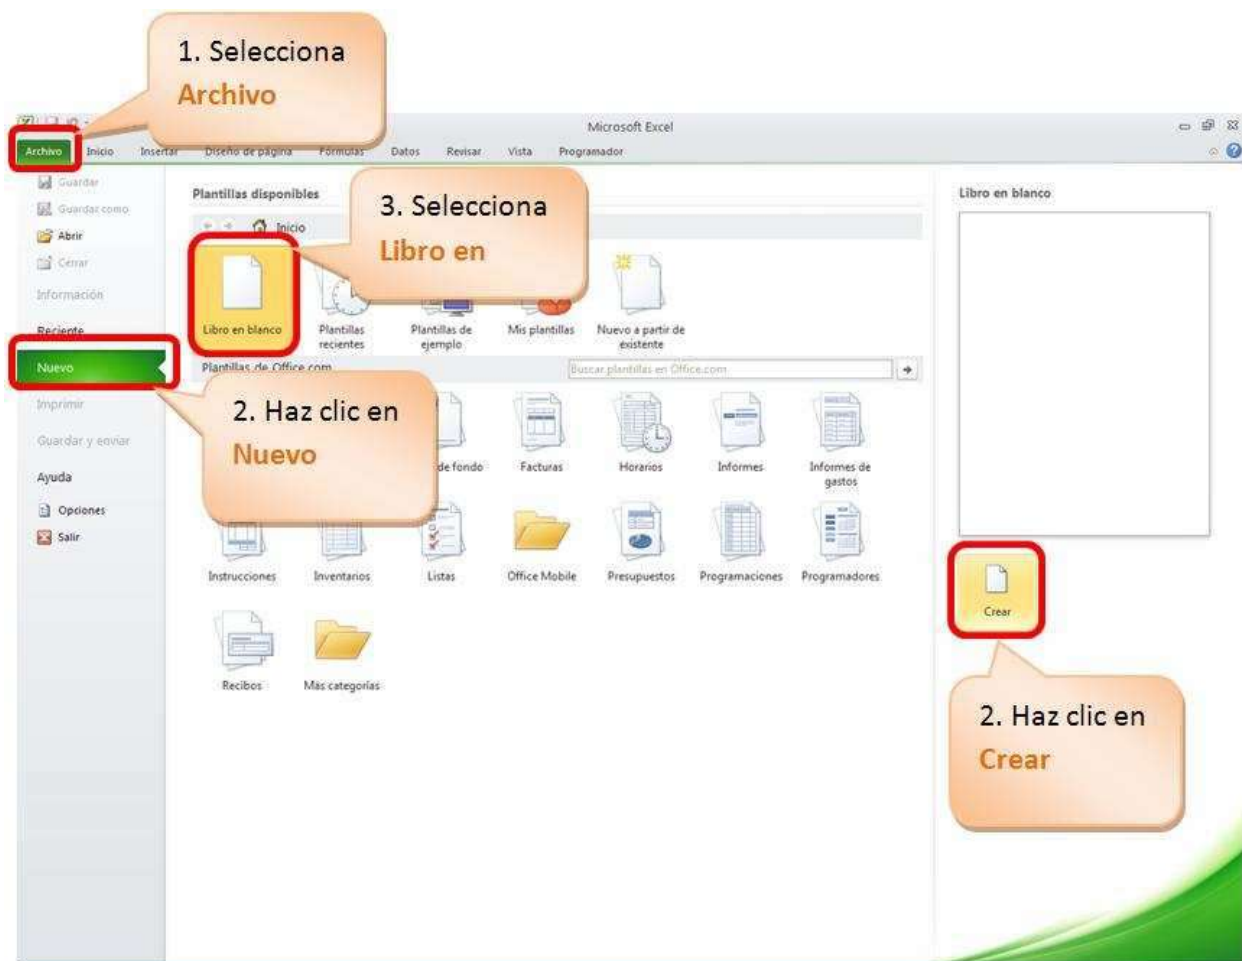 1. Selecciona
Archivo
Microsoft Excel
Archivo Inicio Insertar Diseño de página Fórmulas Datos Revisar Vista Programador
Guardar
Guardar como
Abrir
Cerrar
Información
Reciente
Nuevo
Imprimir
Guardar y enviar
Ayuda
Opciones
Salir
Plantillas disponibles
Inicio
3. Selecciona
Libro en
Libro en blanco
Plantillas recientes
Plantillas de ejemplo
Mis plantillas
Nuevo a partir de existente
Plantillas de Office.com
Buscar plantillas en Office.com
2. Haz clic en
Nuevo
de fondo
Facturas
Horarios
Informes
Informes de gastos
Instrucciones
Inventarios
Listas
Office Mobile
Presupuestos
Programaciones
Programadores
Recibos
Más categorías
Libro en blanco
Crear
2. Haz clic en
Crear